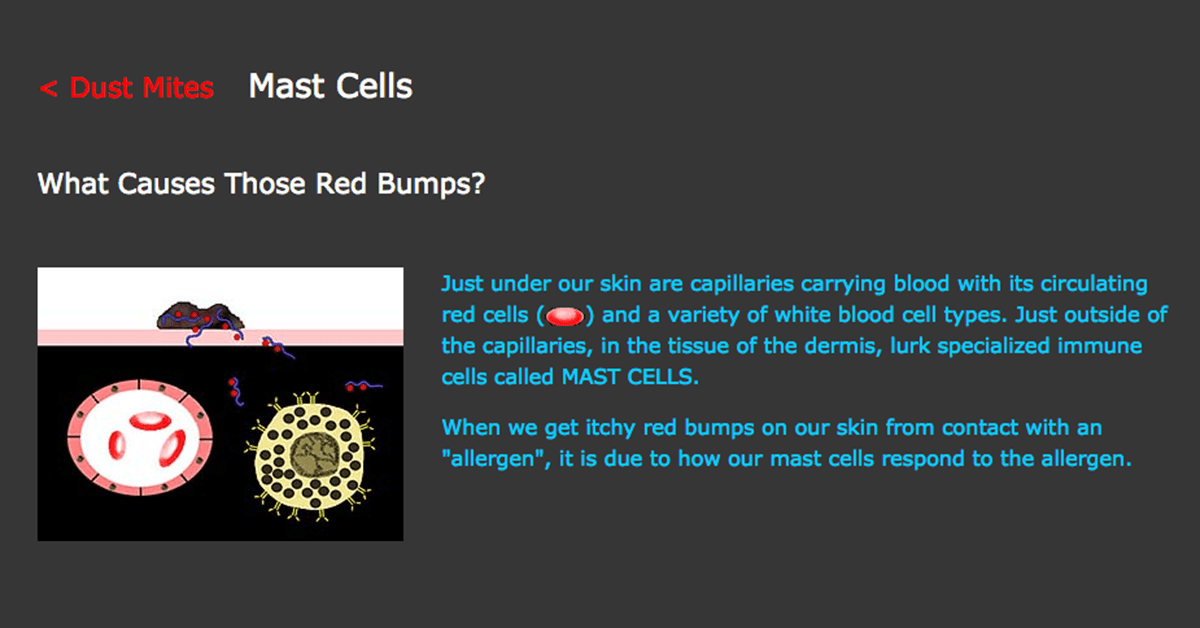 < Dust Mites Mast Cells
What Causes Those Red Bumps?
Just under our skin are capillaries carrying blood with its circulating
red cells ( ) and a variety of white blood cell types. Just outside of
the capillaries, in the tissue of the dermis, lurk specialized immune
cells called MAST CELLS.
When we get itchy red bumps on our skin from contact with an
"allergen", it is due to how our mast cells respond to the allergen.